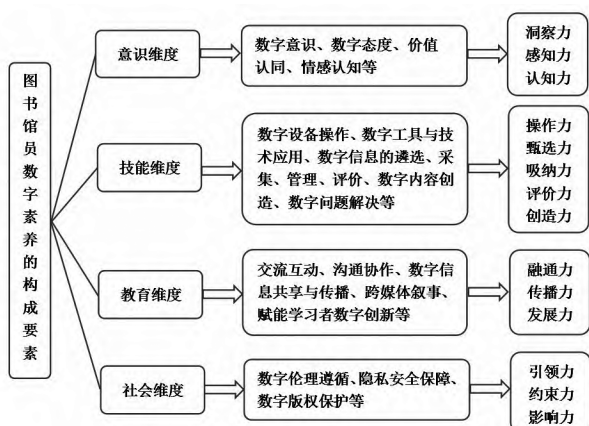 图书馆员数字素养的构成要素
意识维度
数字意识、数字态度、价值
认同、情感认知等
洞察力
感知力
认知力
技能维度
数字设备操作、数字工具与技
术应用、数字信息的遴选、采
集、管理、评价、数字内容创
造、数字问题解决等
操作力
甄选力
吸纳力
评价力
创造力
教育维度
交流互动、沟通协作、数字信
息共享与传播、跨媒体叙事、
赋能学习者数字创新等
融通力
传播力
发展力
社会维度
数字伦理遵循、隐私安全保障、
数字版权保护等
引领力
约束力
影响力